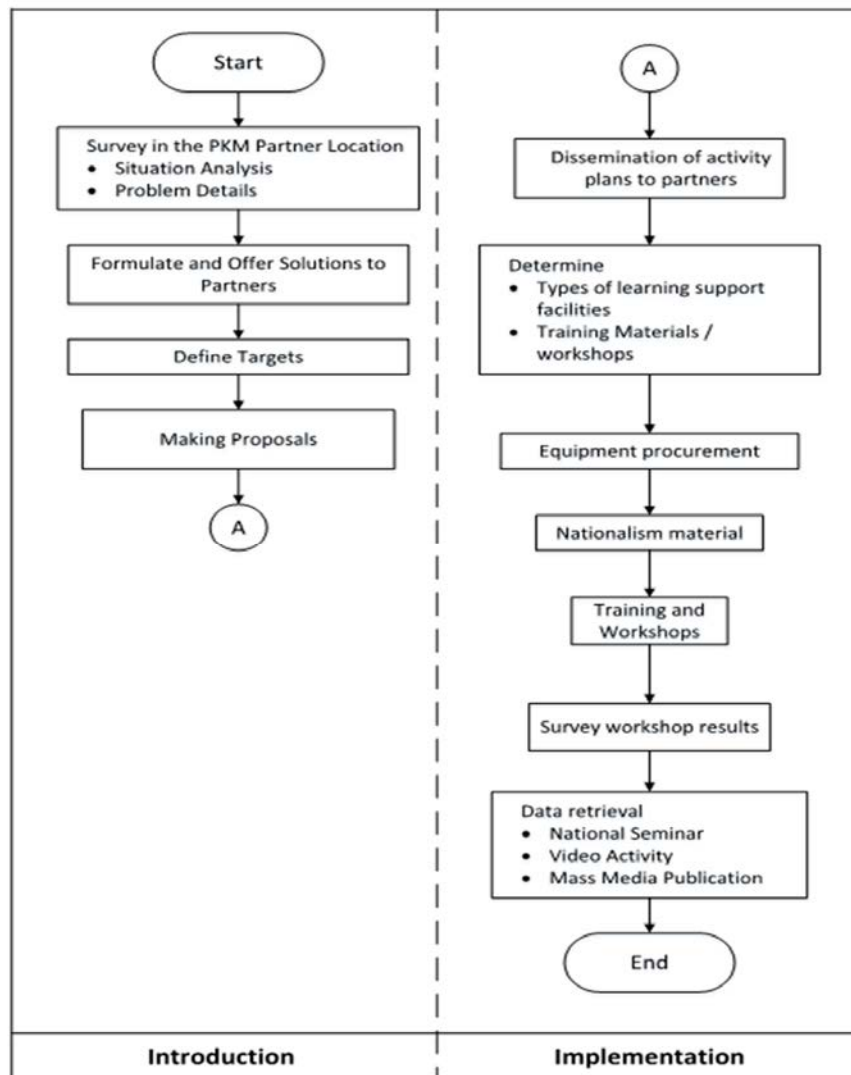 Start
Survey in the PKM Partner Location
• Situation Analysis
• Problem Details
Formulate and Offer Solutions to
Partners
Define Targets
Making Proposals
A
Introduction
A
Dissemination of activity
plans to partners
Determine
• Types of learning support
facilities
• Training Materials /
workshops
Equipment procurement
Nationalism material
Training and
Workshops
Survey workshop results
Data retrieval
• National Seminar
• Video Activity
• Mass Media Publication
End
Implementation